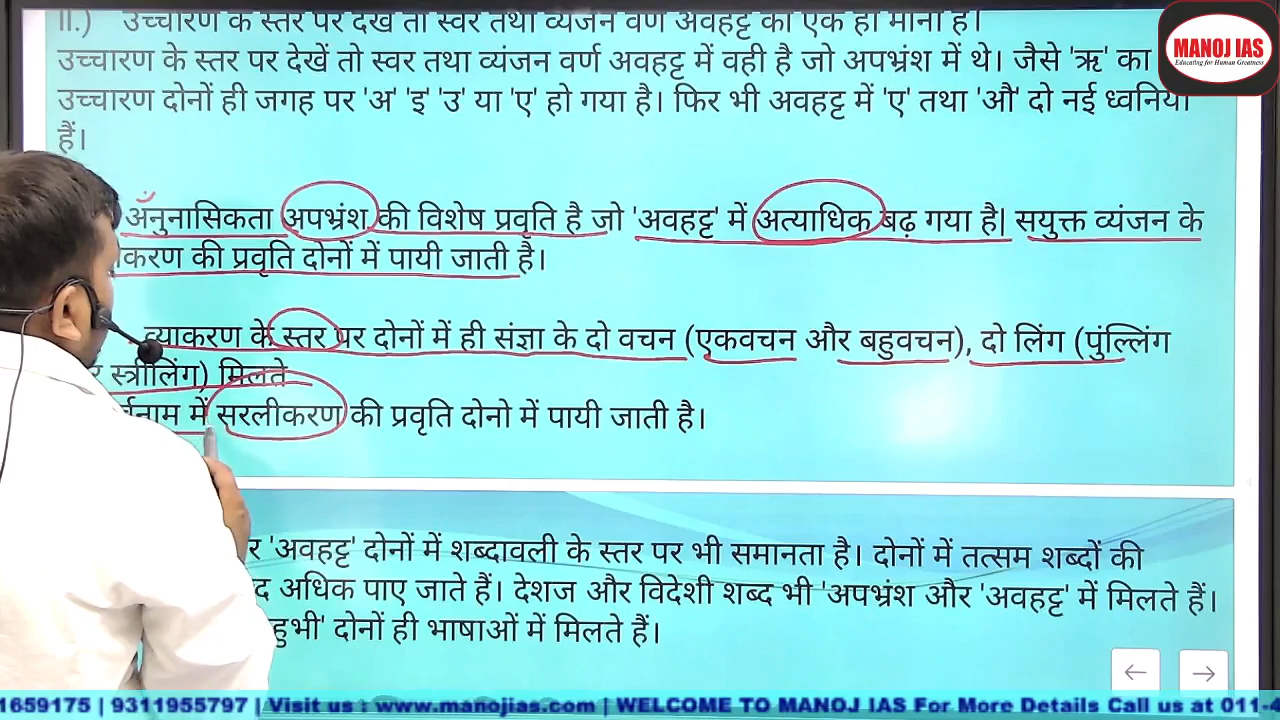 II.) उच्चारण के स्तर पर देखें तो स्वर तथा व्यंजन वर्ण अवहट्ट का एक ही माना है।
उच्चारण के स्तर पर देखें तो स्वर तथा व्यंजन वर्ण अवहट्ट में वही है जो अपभ्रंश में थे। जैसे 'ऋ' का
उच्चारण दोनों ही जगह पर 'अ' 'इ' 'उ' या 'ए' हो गया है। फिर भी अवहट्ट में 'ए' तथा 'औ' दो नई ध्वनियां
हैं।
अनुनासिकता अपभ्रंश की विशेष प्रवृति है जो 'अवहट्ट' में अत्याधिक बढ़ गया है| सयुक्त व्यंजन के
करण की प्रवृति दोनों में पायी जाती है।
व्याकरण के स्तर पर दोनों में ही संज्ञा के दो वचन (एकवचन और बहुवचन), दो लिंग (पुंल्लिंग
स्त्रीलिंग) मिलते
में सरलीकरण की प्रवृति दोनो में पायी जाती है।
'अवहट्ट' दोनों में शब्दावली के स्तर पर भी समानता है। दोनों में तत्सम शब्दों की
अधिक पाए जाते हैं। देशज और विदेशी शब्द भी 'अपभ्रंश और 'अवहट्ट' में मिलते हैं।
दोनों ही भाषाओं में मिलते हैं।
MANOJ IAS
Educating for Human Greatness
1659175 | 9311955797 | Visit us : www.manojias.com | WELCOME TO MANOJ IAS For More Details Call us at 011-4